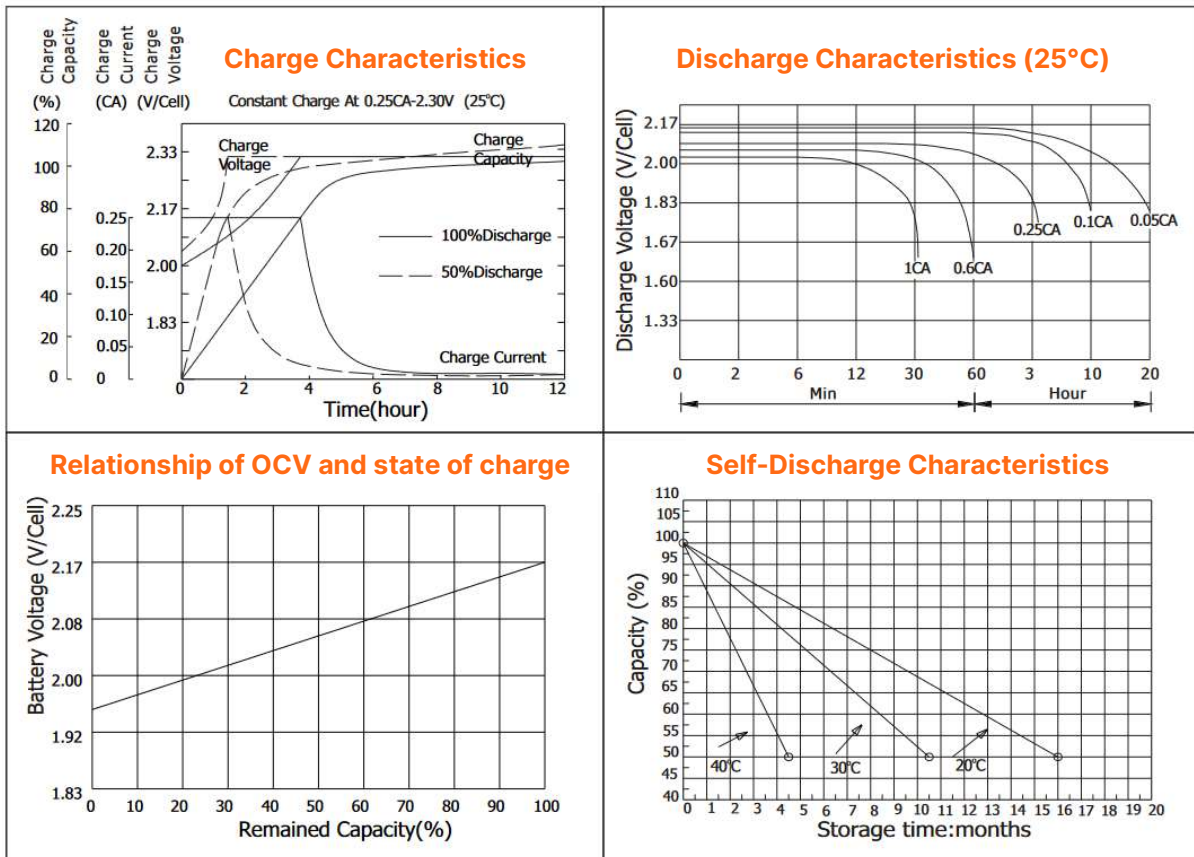 Charge Characteristics
Charge Capacity
Charge Current
Charge Voltage
(%) (CA) (V/Cell)
Constant Charge At 0.25CA-2.30V (25°C)
120
100
80
60
40
20
0
0.25
0.20
0.15
0.10
0.05
0
2.33
2.17
2.00
1.83
Charge Voltage
Charge Capacity
100%Discharge
50%Discharge
Charge Current
0 2 4 6 8 10 12
Time(hour)
Discharge Characteristics (25°C)
Discharge Voltage (V/Cell)
2.17
2.00
1.83
1.67
1.60
1.33
1CA 0.6CA 0.25CA 0.1CA 0.05CA
0 2 6 12 30 60 3 10 20
Min Hour
Relationship of OCV and state of charge
Battery Voltage (V/Cell)
2.25
2.17
2.08
2.00
1.92
1.83
0 10 20 30 40 50 60 70 80 90 100
Remained Capacity(%)
Self-Discharge Characteristics
Capacity (%)
110
105
100
95
90
85
80
75
70
65
60
55
50
45
40
40°C 30°C 20°C
0 1 2 3 4 5 6 7 8 9 10 11 12 13 14 15 16 17 18 19 20
Storage time:months